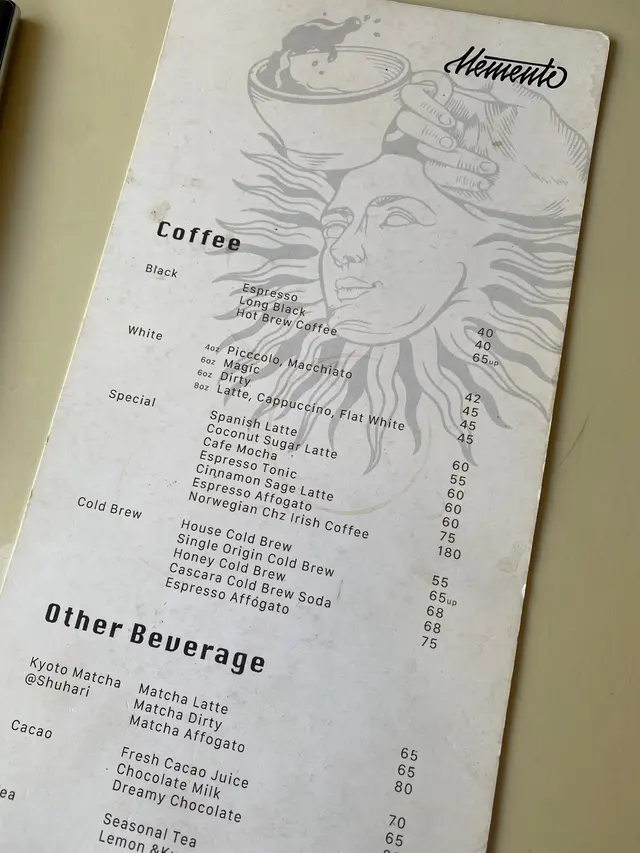 Memento
Coffee
Black
Espresso 40
Long Black 40
Hot Brew Coffee 65up
White
4oz Picccolo, Macchiato 42
6oz Magic 45
6oz Dirty 45
8oz Latte, Cappuccino, Flat White 45
Special
Spanish Latte 60
Coconut Sugar Latte 55
Cafe Mocha 60
Espresso Tonic 60
Cinnamon Sage Latte 60
Espresso Affogato 75
Norwegian Chz Irish Coffee 180
Cold Brew
House Cold Brew 55
Single Origin Cold Brew 65up
Honey Cold Brew 68
Cascara Cold Brew Soda 68
Espresso Affogato 75
Other Beverage
Kyoto Matcha
@Shuhari
Matcha Latte 65
Matcha Dirty 65
Matcha Affogato 80
Cacao
Fresh Cacao Juice 70
Chocolate Milk 65
Dreamy Chocolate
ea
Seasonal Tea
Lemon &